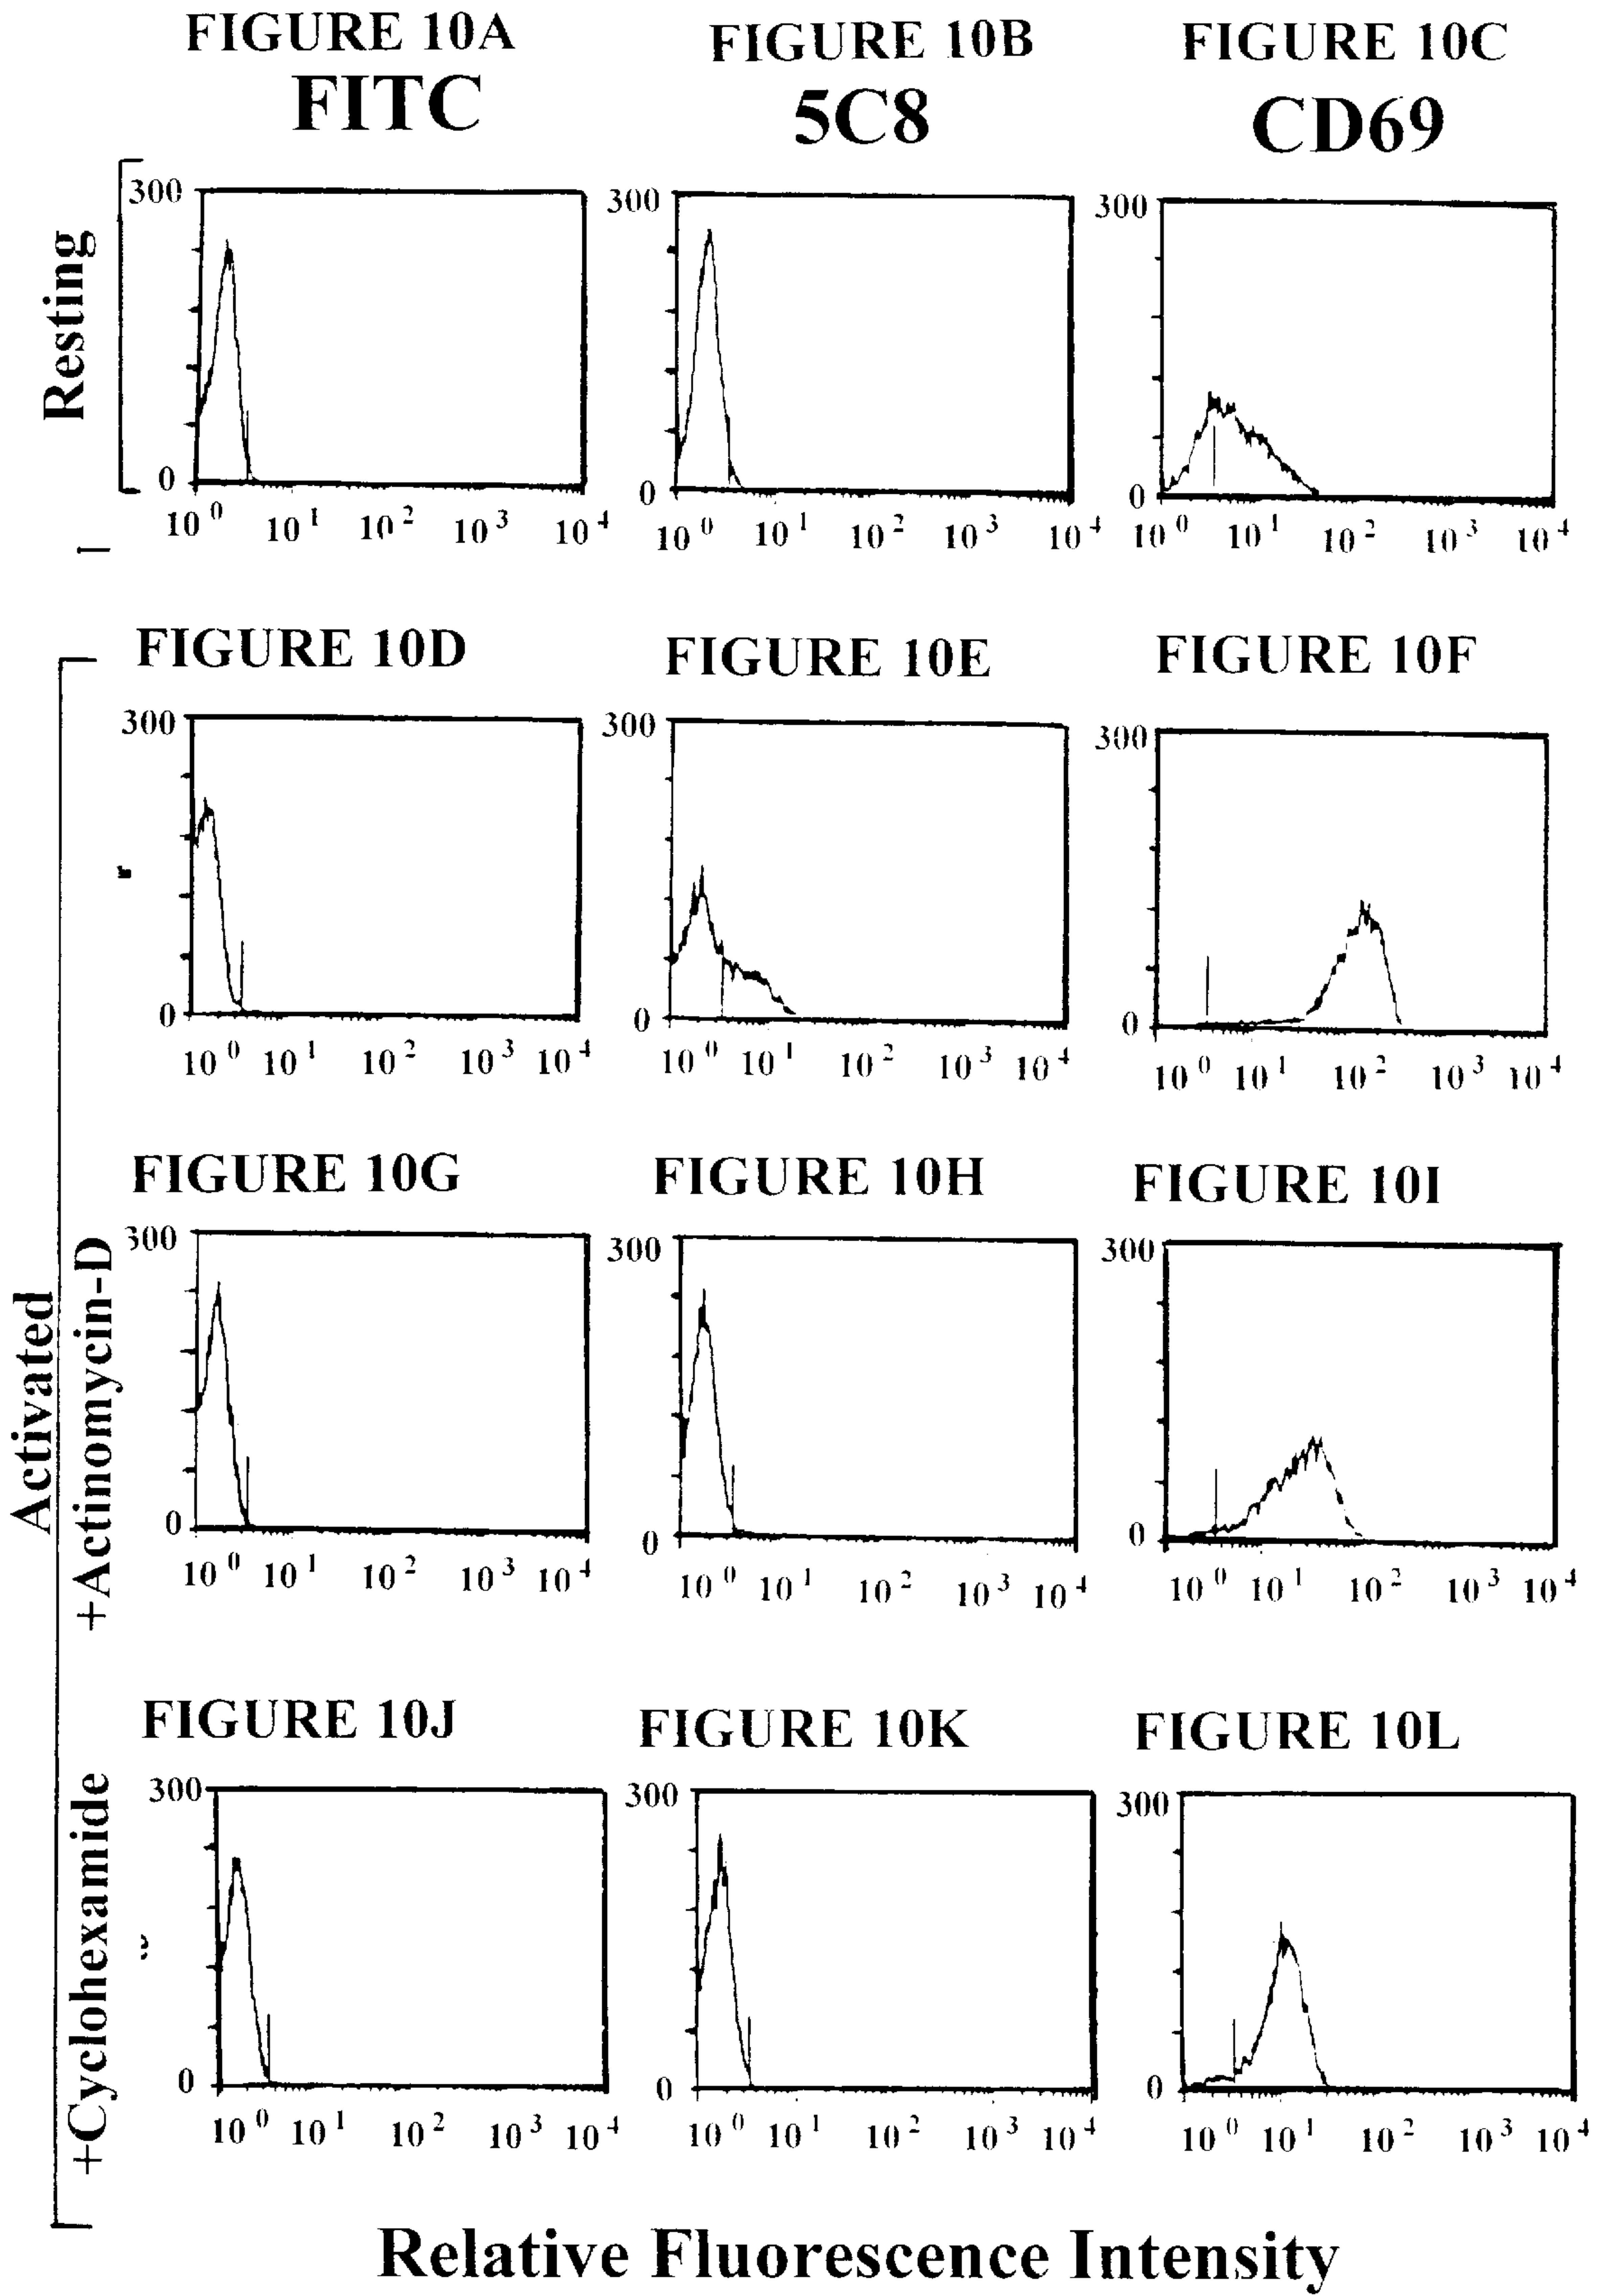 FIGURE 10A FIGURE 10B FIGURE 10C
FITC 5C8 CD69
Resting
300 300 300
0 0 0
10⁰ 10¹ 10² 10³ 10⁴ 10⁰ 10¹ 10² 10³ 10⁴ 10⁰ 10¹ 10² 10³ 10⁴
FIGURE 10D FIGURE 10E FIGURE 10F
300 300 300
0 0 0
10⁰ 10¹ 10² 10³ 10⁴ 10⁰ 10¹ 10² 10³ 10⁴ 10⁰ 10¹ 10² 10³ 10⁴
Activated
FIGURE 10G FIGURE 10H FIGURE 10I
+Actinomycin-D
300 300 300
0 0 0
10⁰ 10¹ 10² 10³ 10⁴ 10⁰ 10¹ 10² 10³ 10⁴ 10⁰ 10¹ 10² 10³ 10⁴
FIGURE 10J FIGURE 10K FIGURE 10L
+Cyclohexamide
300 300 300
0 0 0
10⁰ 10¹ 10² 10³ 10⁴ 10⁰ 10¹ 10² 10³ 10⁴ 10⁰ 10¹ 10² 10³ 10⁴
Relative Fluorescence Intensity